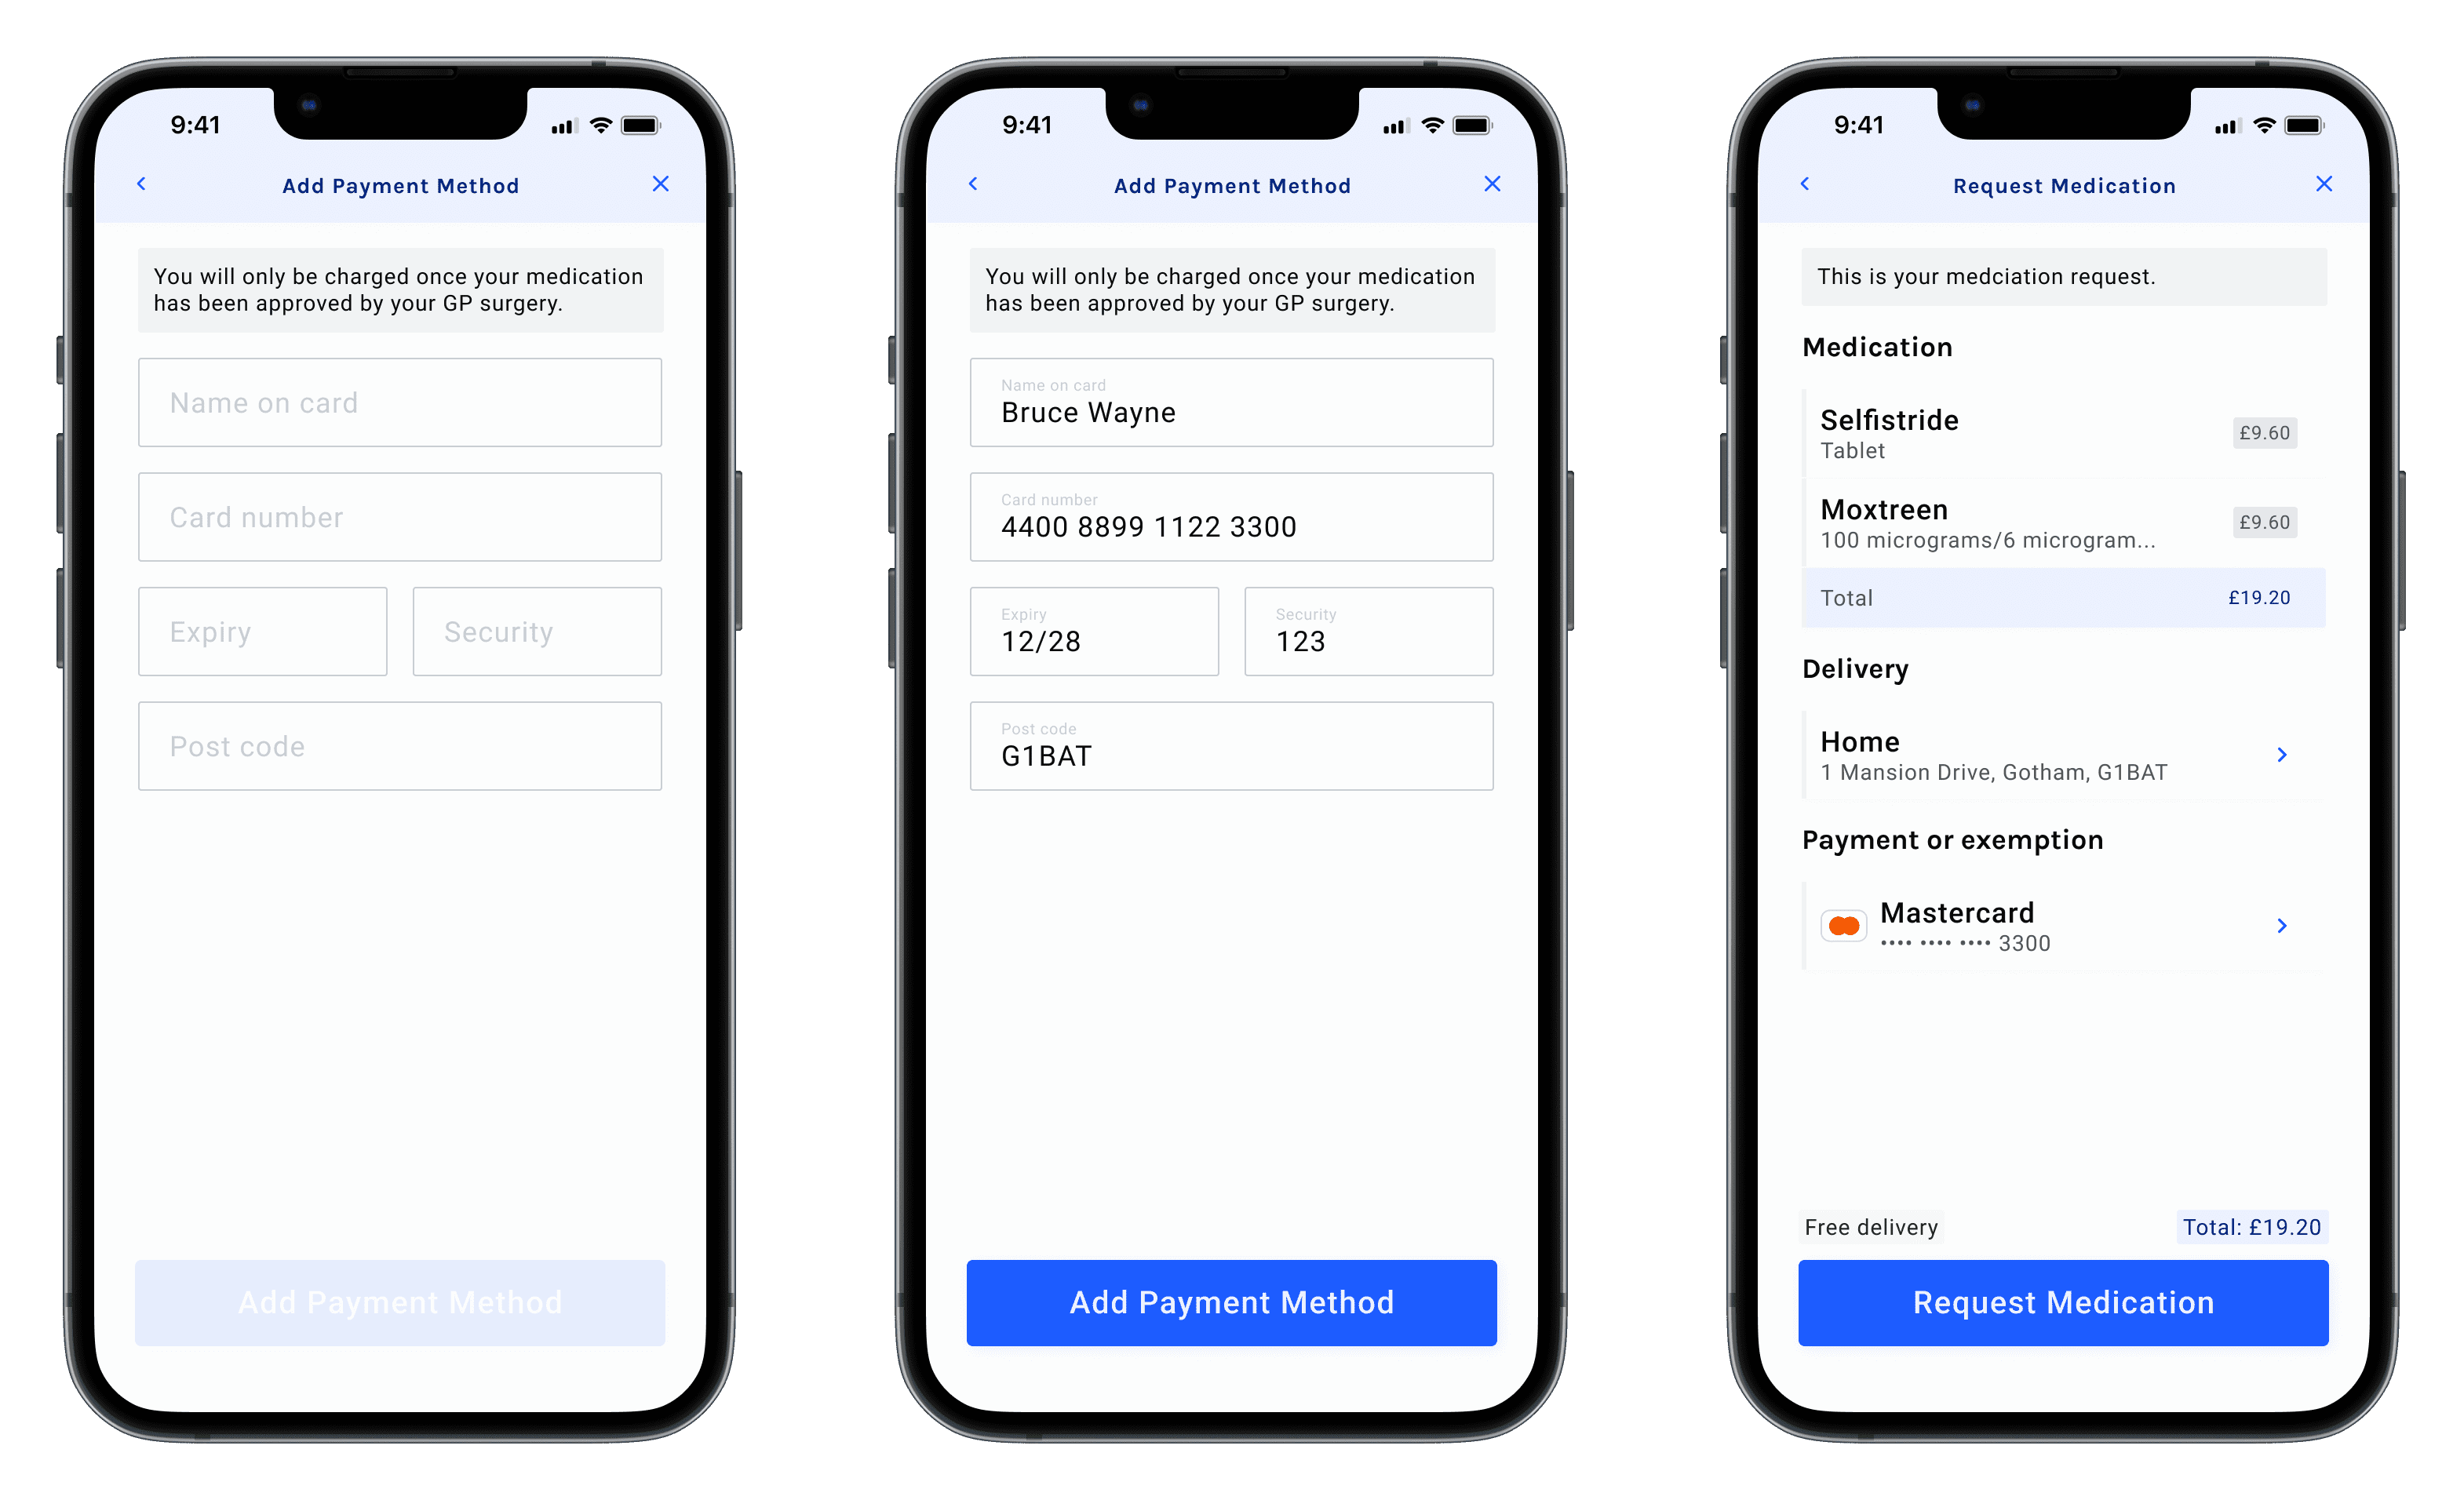 9:41
Add Payment Method
You will only be charged once your medication
has been approved by your GP surgery.
Name on card
Card number
Expiry
Security
Post code
Add Payment Method
9:41
Add Payment Method
You will only be charged once your medication
has been approved by your GP surgery.
Name on card
Bruce Wayne
Card number
4400 8899 1122 3300
Expiry
12/28
Security
123
Post code
G1BAT
Add Payment Method
9:41
Request Medication
This is your medciation request.
Medication
Selfistride
Tablet
£9.60
Moxtreen
100 micrograms/6 microgram...
£9.60
Total
£19.20
Delivery
Home
1 Mansion Drive, Gotham, G1BAT
Payment or exemption
Mastercard
•••• •••• •••• 3300
Free delivery
Total: £19.20
Request Medication